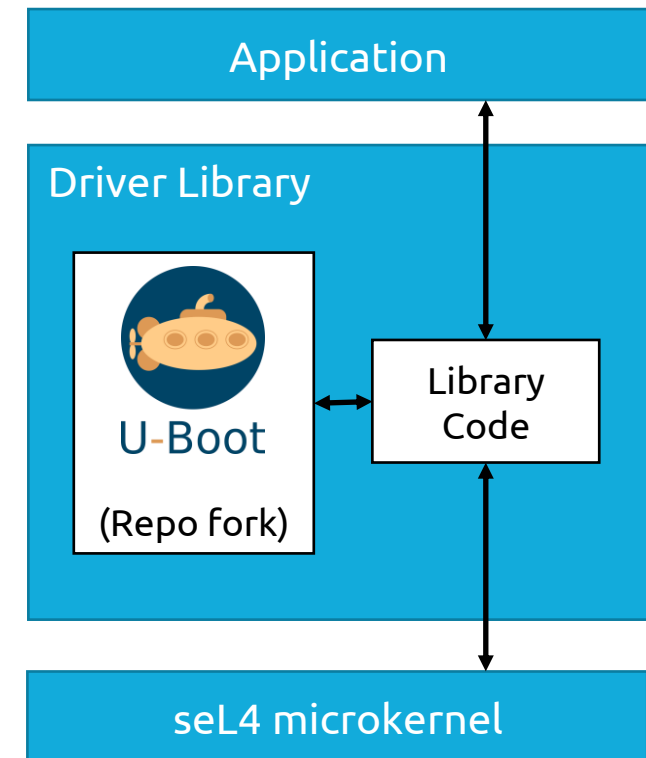 Application
Driver Library
U-Boot
(Repo fork)
Library
Code
seL4 microkernel